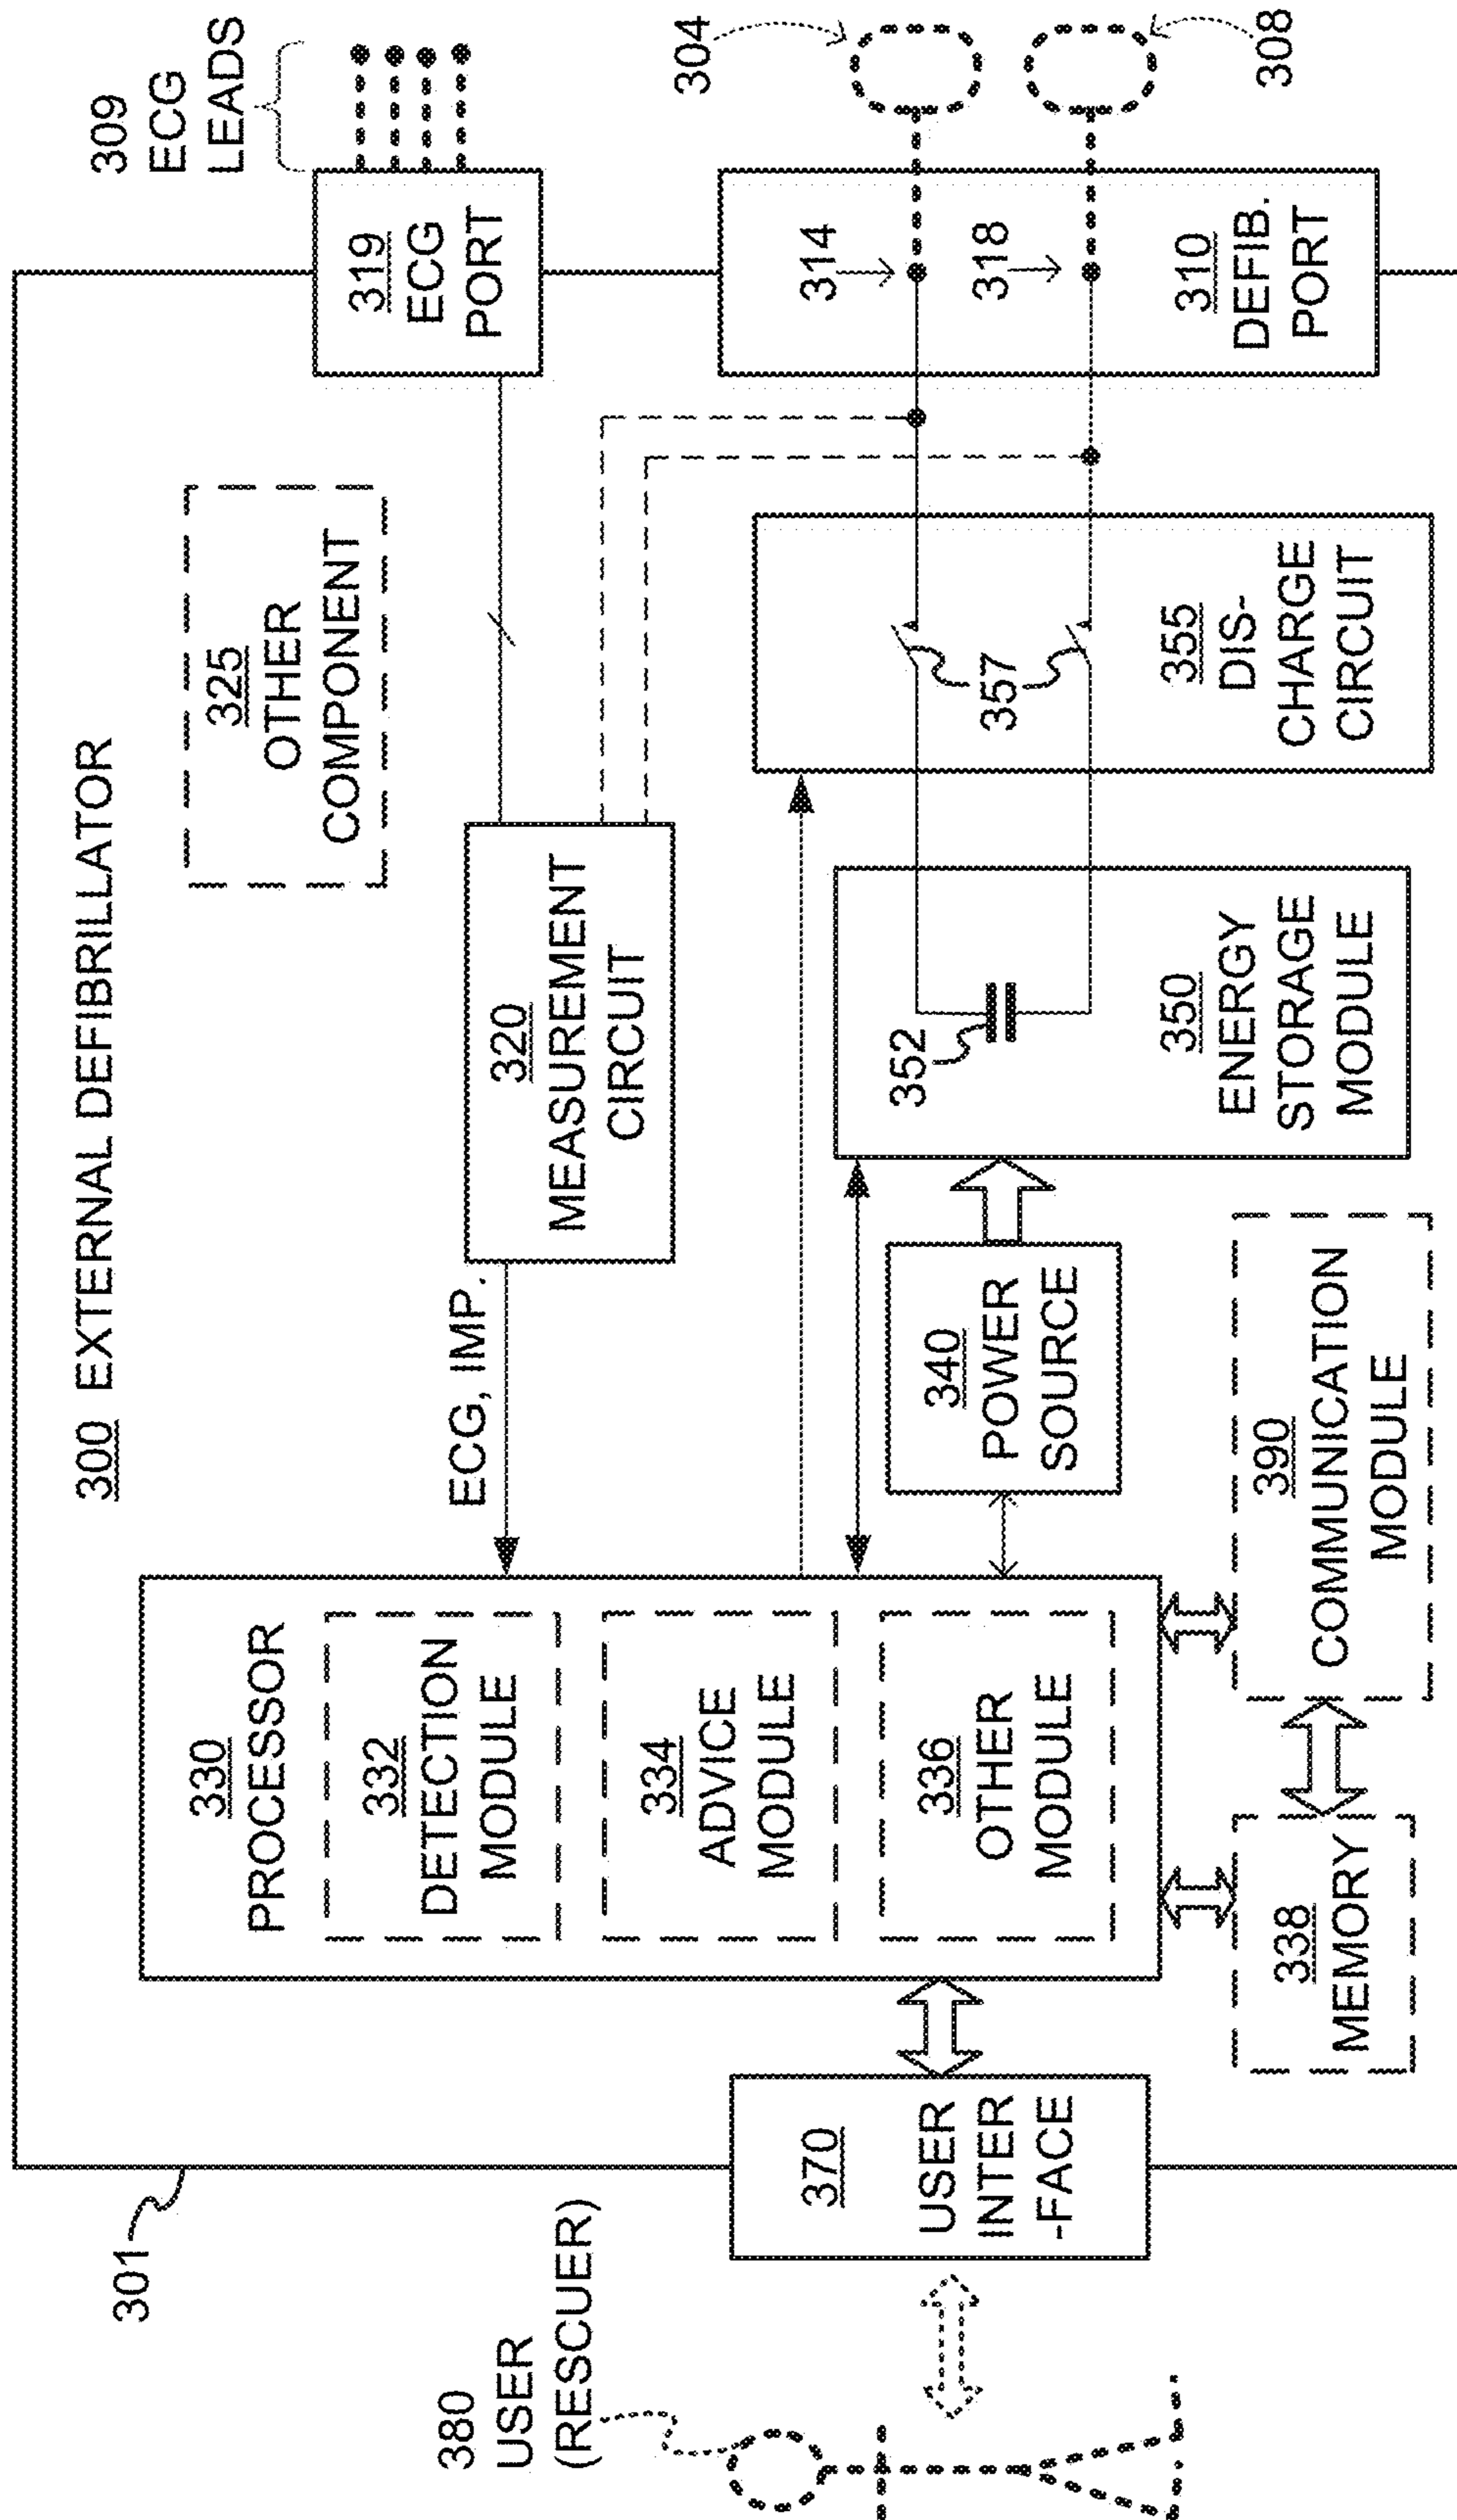 300 EXTERNAL DEFIBRILLATOR
301
309
ECG
LEADS
319
ECG
PORT
325
OTHER
COMPONENT
330
PROCESSOR
332
DETECTION
MODULE
334
ADVICE
MODULE
336
OTHER
MODULE
ECG, IMP.
320
MEASUREMENT
CIRCUIT
304
308
314
318
310
DEFIB.
PORT
380
USER
(RESCUER)
370
USER
INTER
-FACE
340
POWER
SOURCE
352
350
ENERGY
STORAGE
MODULE
357
355
DIS-
CHARGE
CIRCUIT
338
MEMORY
390
COMMUNICATION
MODULE